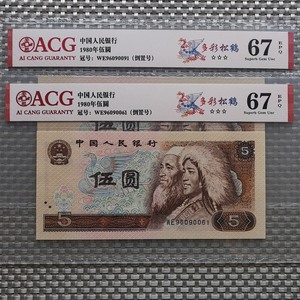 ACG
AI CANG GUARANTY
中国人民银行
1980年伍圆
冠号：WE96090091（倒置号）
多彩松鹤
☆☆☆
67 EPQ
Superb Gem Unc
ACG
AI CANG GUARANTY
中国人民银行
1980年伍圆
冠号：WE96090061（倒置号）
多彩松鹤
☆☆☆
67 EPQ
Superb Gem Unc
中国人民银行
5
伍圆
WE96090061
5
5